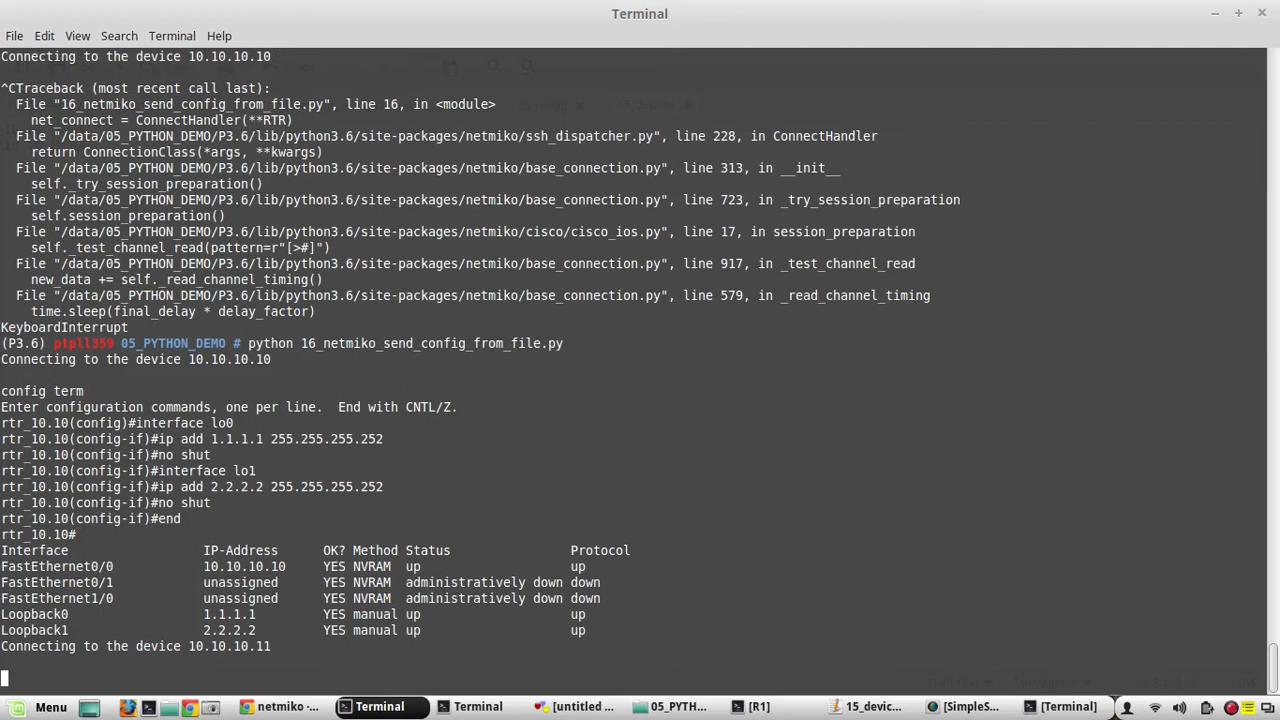 Terminal
File Edit View Search Terminal Help
Connecting to the device 10.10.10.10
^CTraceback (most recent call last):
  File "16_netmiko_send_config_from_file.py", line 16, in <module>
    net_connect = ConnectHandler(**RTR)
  File "/data/05_PYTHON_DEMO/P3.6/lib/python3.6/site-packages/netmiko/ssh_dispatcher.py", line 228, in ConnectHandler
    return ConnectionClass(*args, **kwargs)
  File "/data/05_PYTHON_DEMO/P3.6/lib/python3.6/site-packages/netmiko/base_connection.py", line 313, in __init__
    self._try_session_preparation()
  File "/data/05_PYTHON_DEMO/P3.6/lib/python3.6/site-packages/netmiko/base_connection.py", line 723, in _try_session_preparation
    self.session_preparation()
  File "/data/05_PYTHON_DEMO/P3.6/lib/python3.6/site-packages/netmiko/cisco/cisco_ios.py", line 17, in session_preparation
    self._test_channel_read(pattern=r"[>#]")
  File "/data/05_PYTHON_DEMO/P3.6/lib/python3.6/site-packages/netmiko/base_connection.py", line 917, in _test_channel_read
    new_data += self._read_channel_timing()
  File "/data/05_PYTHON_DEMO/P3.6/lib/python3.6/site-packages/netmiko/base_connection.py", line 579, in _read_channel_timing
    time.sleep(final_delay * delay_factor)
KeyboardInterrupt
(P3.6) ptpll359 05_PYTHON_DEMO # python 16_netmiko_send_config_from_file.py
Connecting to the device 10.10.10.10
config term
Enter configuration commands, one per line.  End with CNTL/Z.
rtr_10.10(config)#interface lo0
rtr_10.10(config-if)#ip add 1.1.1.1 255.255.255.252
rtr_10.10(config-if)#no shut
rtr_10.10(config-if)#interface lo1
rtr_10.10(config-if)#ip add 2.2.2.2 255.255.255.252
rtr_10.10(config-if)#no shut
rtr_10.10(config-if)#end
rtr_10.10#
Interface                  IP-Address      OK? Method Status                Protocol
FastEthernet0/0            10.10.10.10     YES NVRAM  up                    up
FastEthernet0/1            unassigned      YES NVRAM  administratively down down
FastEthernet1/0            unassigned      YES NVRAM  administratively down down
Loopback0                  1.1.1.1         YES manual up                    up
Loopback1                  2.2.2.2         YES manual up                    up
Connecting to the device 10.10.10.11
Menu netmiko -... Terminal Terminal [untitled ... 05_PYTH... [R1] 15_devic... [SimpleS... [Terminal]